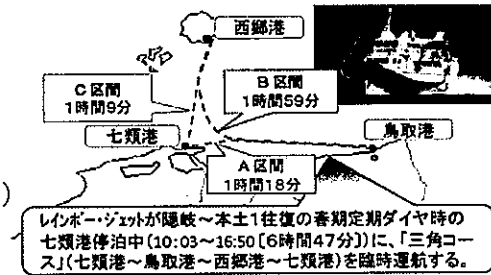 西郷港
C区間
1時間9分
B区間
1時間59分
七類港
鳥取港
A区間
1時間18分
レインボー・ジェットが隠岐～本土1往復の春期定期ダイヤ時の
七類港停泊中(10:03～16:50〔6時間47分〕)に、「三角コー
ス」(七類港～鳥取港～西郷港～七類港)を臨時運航する。